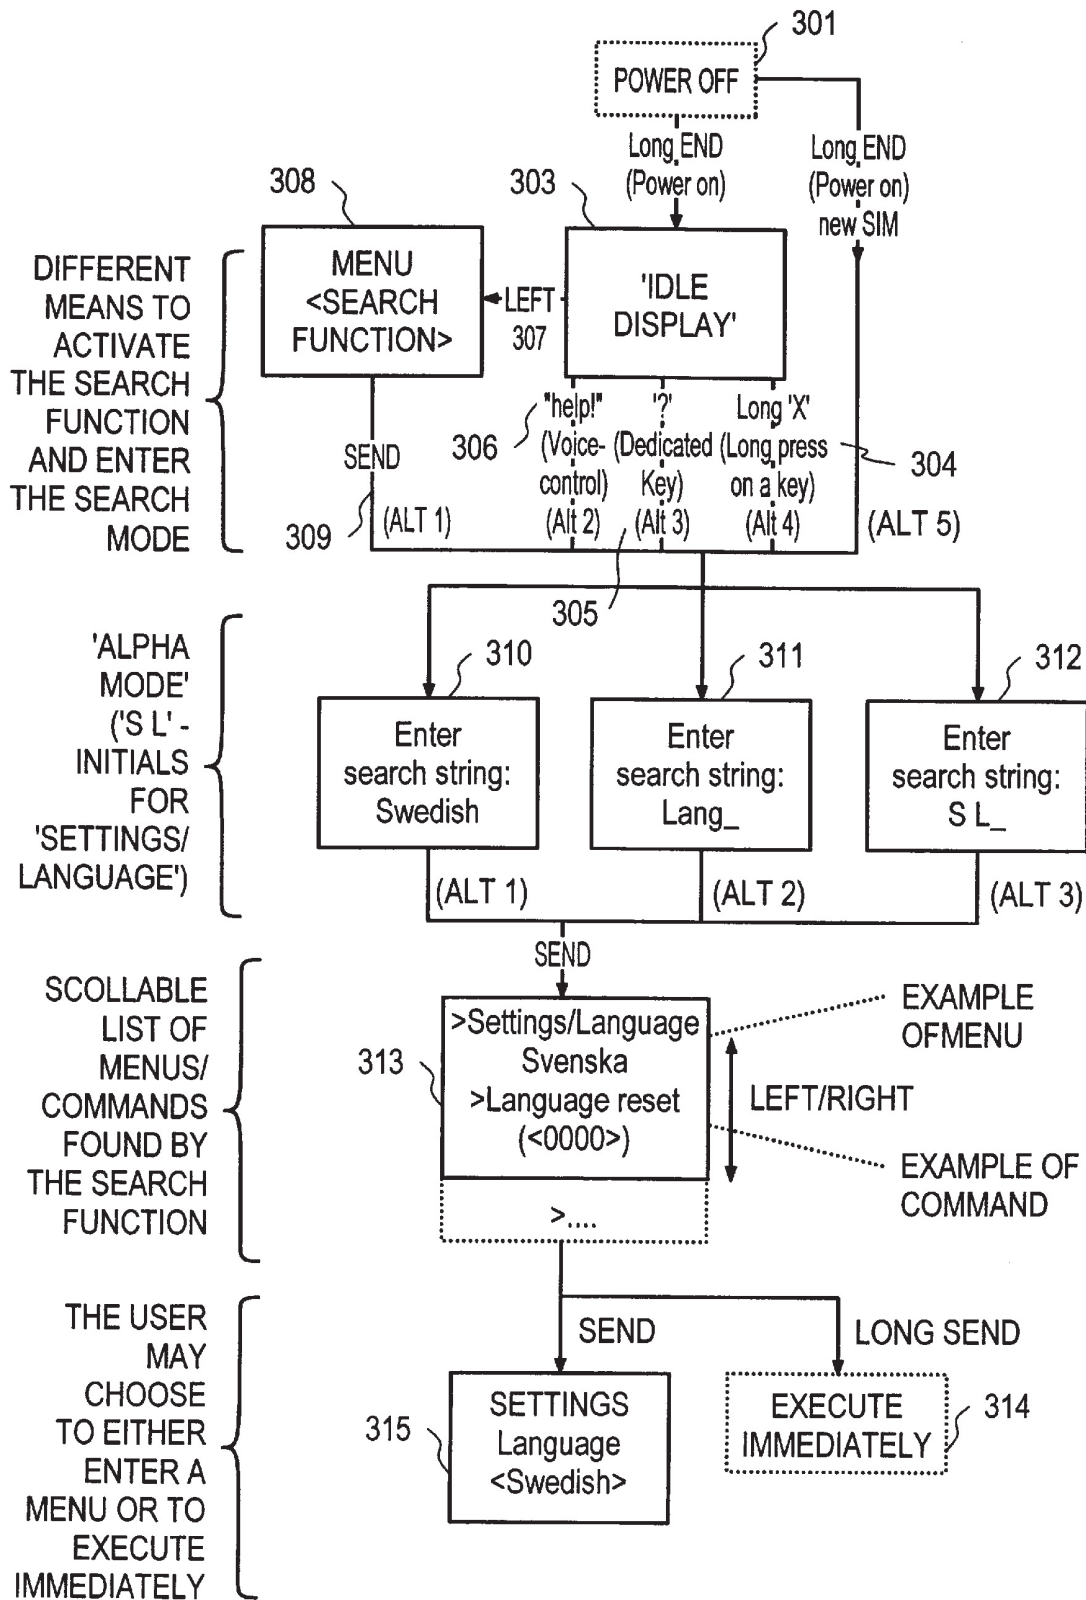 301
POWER OFF
Long END
(Power on)
Long END
(Power on)
new SIM
308
303
DIFFERENT
MEANS TO
ACTIVATE
THE SEARCH
FUNCTION
AND ENTER
THE SEARCH
MODE
MENU
<SEARCH
FUNCTION>
LEFT
307
'IDLE
DISPLAY'
SEND
309
(ALT 1)
306
"help!"
(Voice-
control)
(Alt 2)
'?'
(Dedicated
Key)
(Alt 3)
Long 'X'
(Long press
on a key)
(Alt 4)
304
(ALT 5)
305
'ALPHA
MODE'
('S L' -
INITIALS
FOR
'SETTINGS/
LANGUAGE')
310
Enter
search string:
Swedish
(ALT 1)
311
Enter
search string:
Lang_
(ALT 2)
312
Enter
search string:
S L_
(ALT 3)
SEND
SCOLLABLE
LIST OF
MENUS/
COMMANDS
FOUND BY
THE SEARCH
FUNCTION
313
>Settings/Language
Svenska
>Language reset
(<0000>)
>....
EXAMPLE
OFMENU
LEFT/RIGHT
EXAMPLE OF
COMMAND
THE USER
MAY
CHOOSE
TO EITHER
ENTER A
MENU OR TO
EXECUTE
IMMEDIATELY
SEND
LONG SEND
315
SETTINGS
Language
<Swedish>
EXECUTE
IMMEDIATELY
314